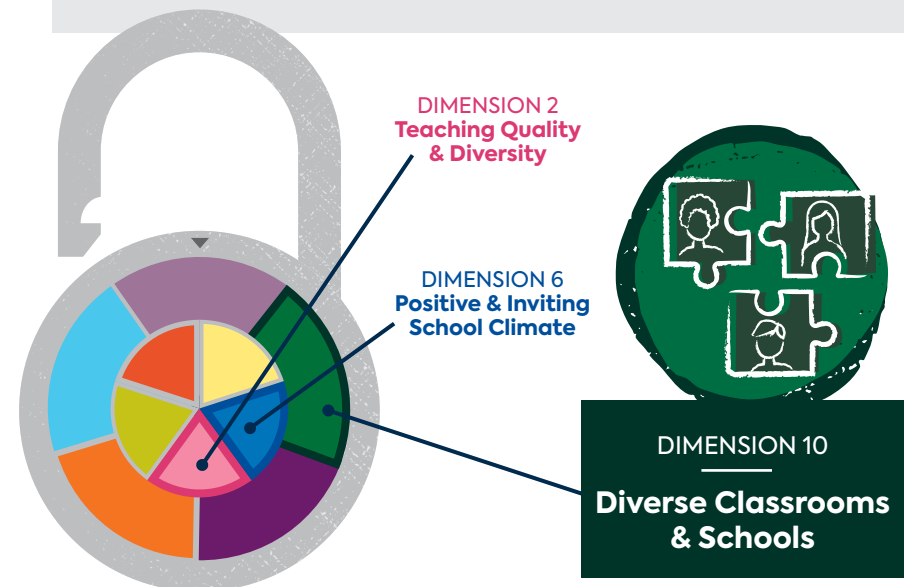 DIMENSION 2
Teaching Quality
& Diversity
DIMENSION 6
Positive & Inviting
School Climate
DIMENSION 10
Diverse Classrooms
& Schools